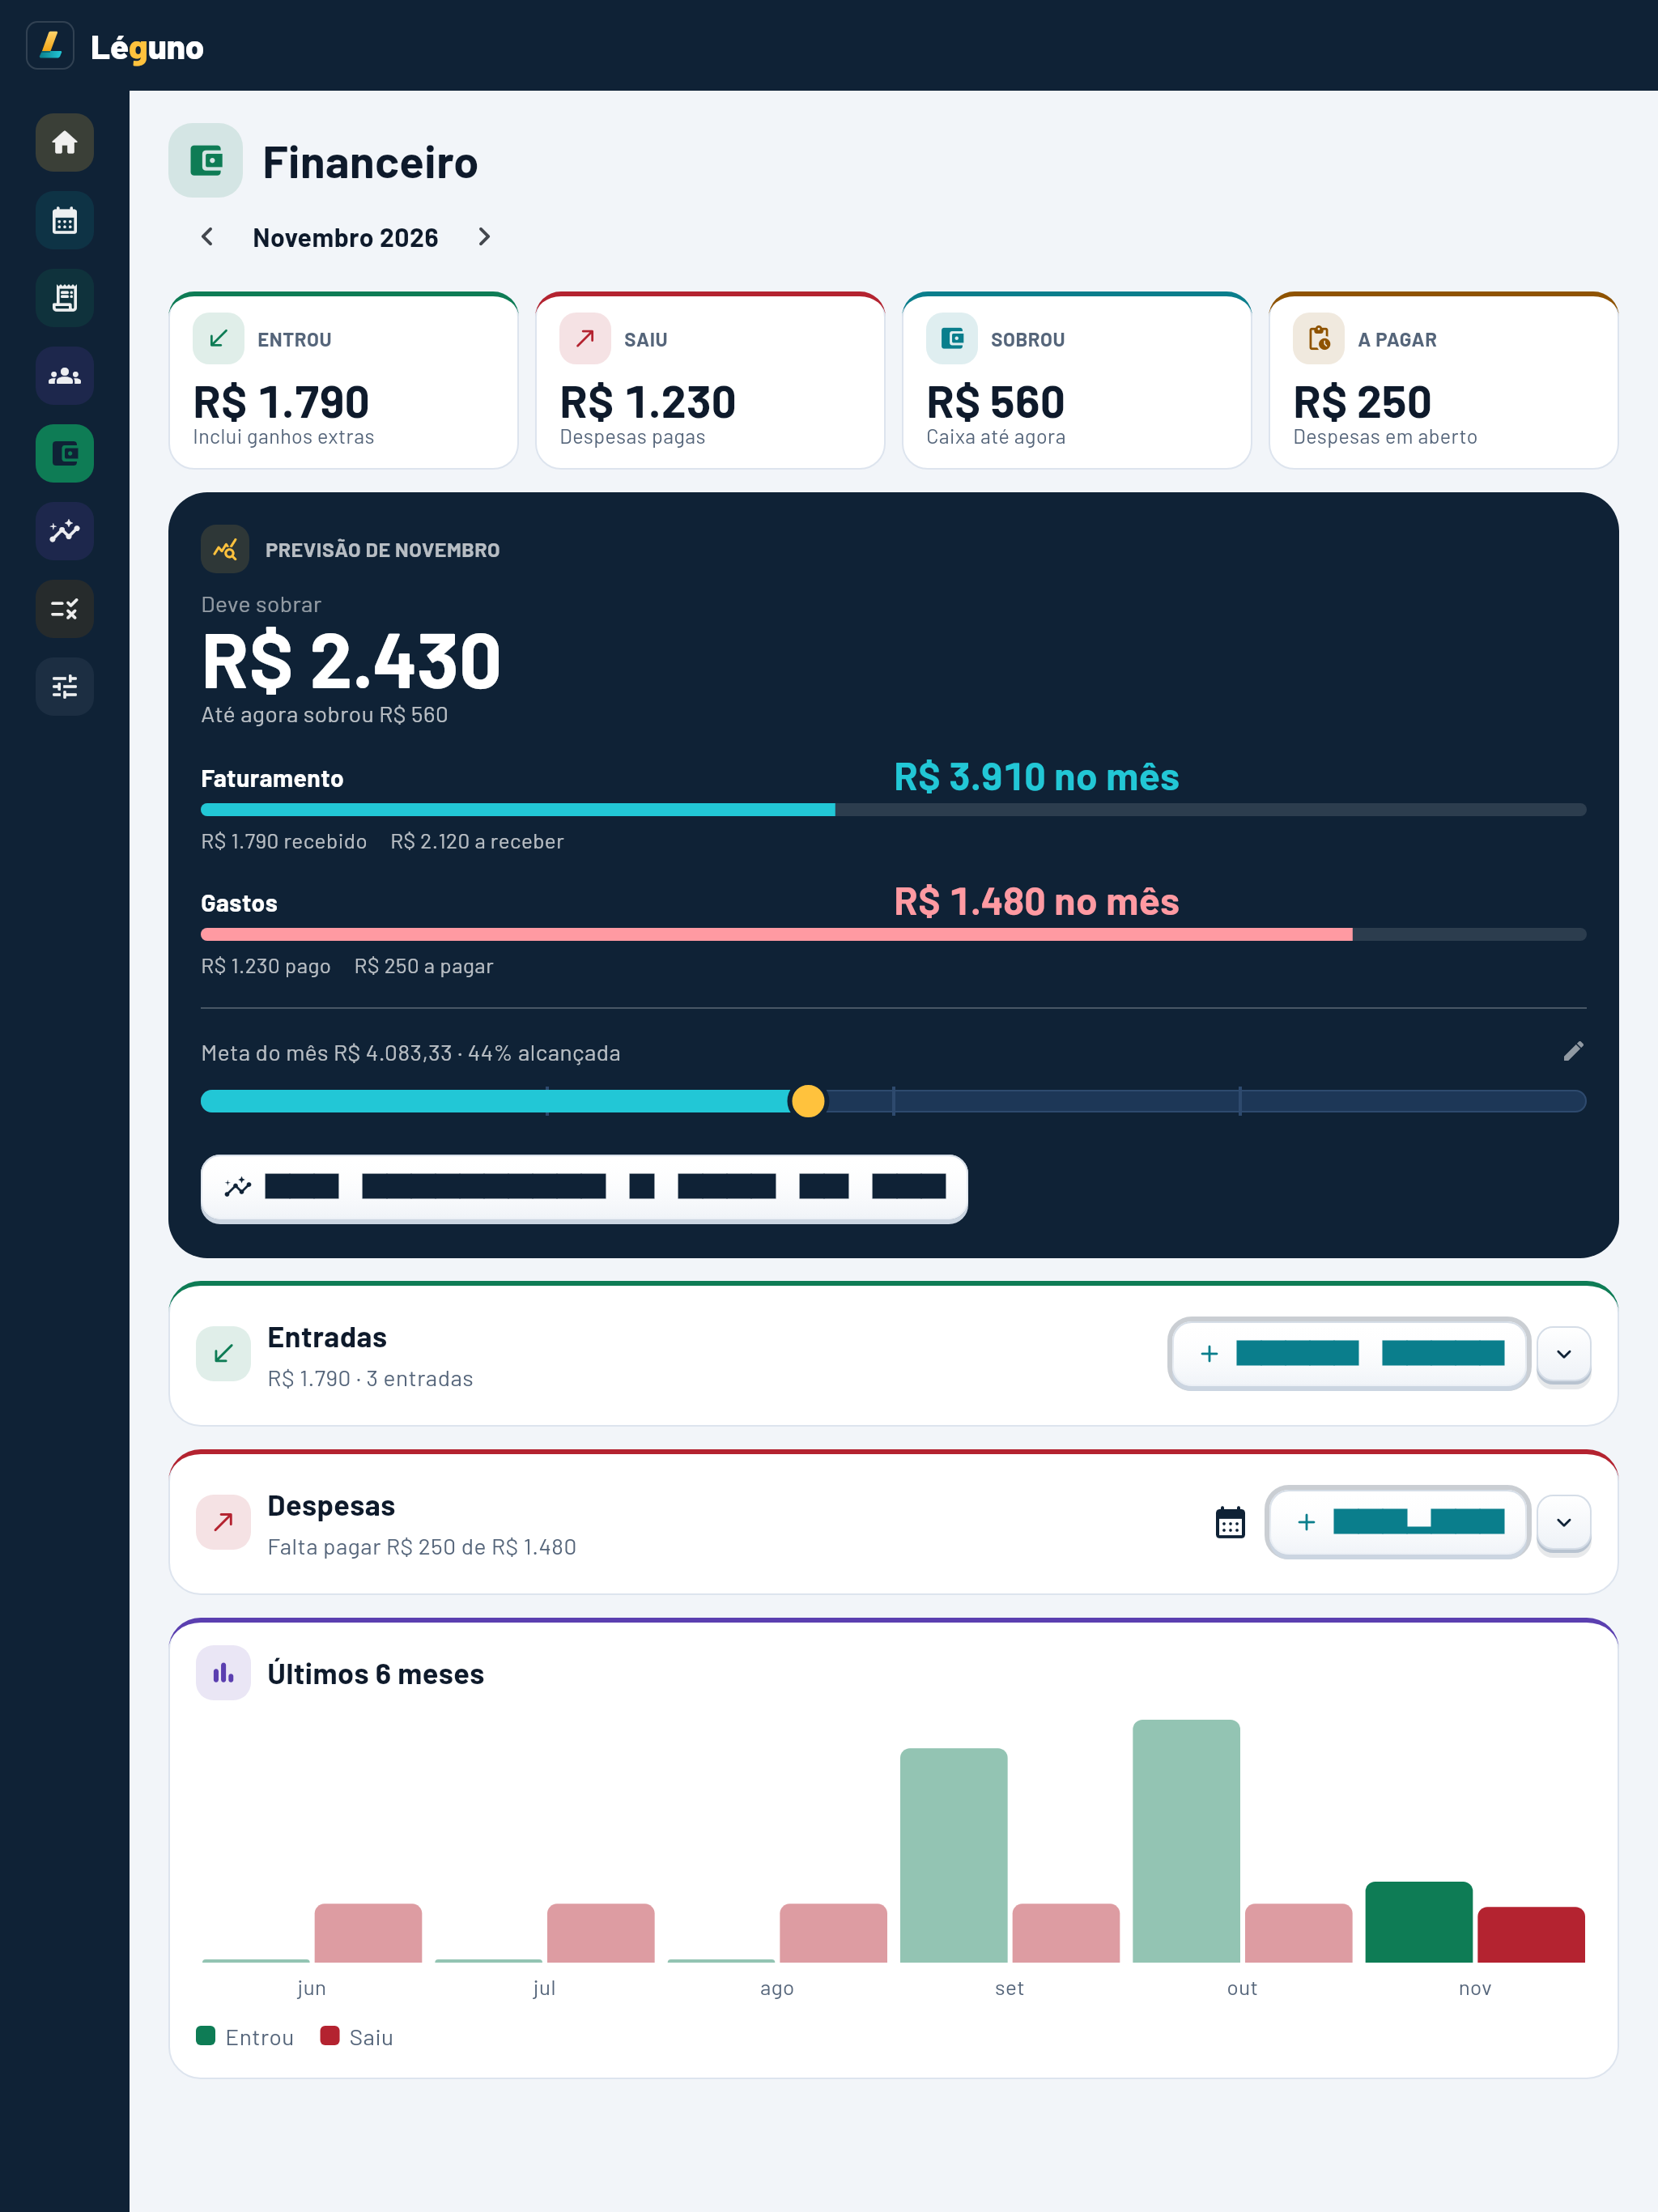 Léguno
Financeiro
Novembro 2026
ENTROU
R$ 1.790
Inclui ganhos extras
SAIU
R$ 1.230
Despesas pagas
SOBROU
R$ 560
Caixa até agora
A PAGAR
R$ 250
Despesas em aberto
PREVISÃO DE NOVEMBRO
Deve sobrar
R$ 2.430
Até agora sobrou R$ 560
Faturamento R$ 3.910 no mês
R$ 1.790 recebido R$ 2.120 a receber
Gastos R$ 1.480 no mês
R$ 1.230 pago R$ 250 a pagar
Meta do mês R$ 4.083,33 · 44% alcançada
Entradas
R$ 1.790 · 3 entradas
Despesas
Falta pagar R$ 250 de R$ 1.480
Últimos 6 meses
jun jul ago set out nov
Entrou Saiu